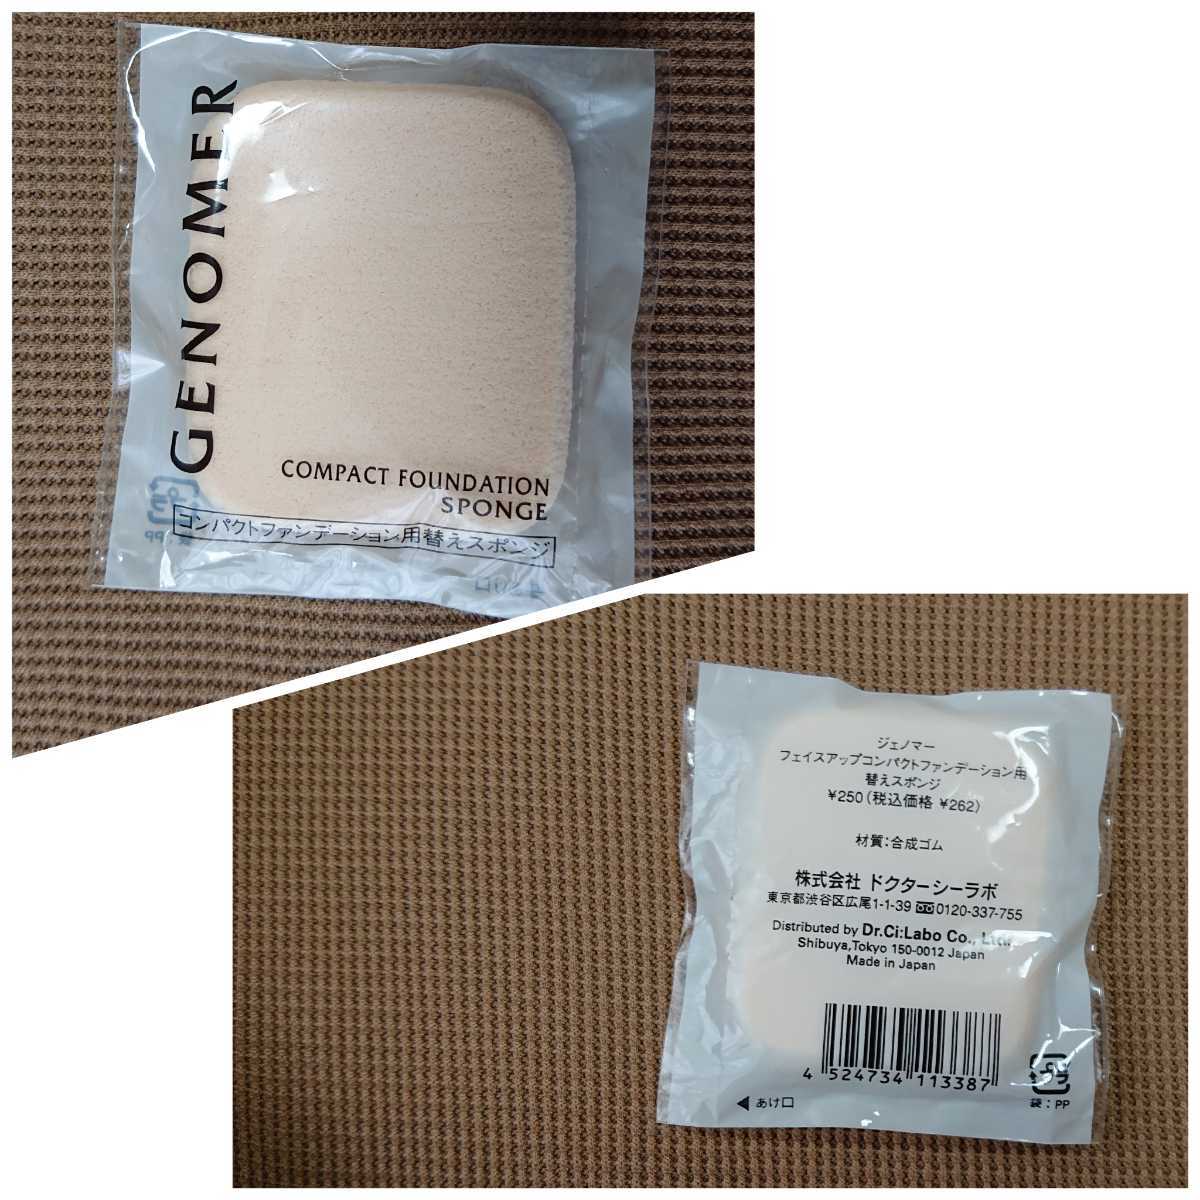 GENOMER
COMPACT FOUNDATION
SPONGE
コンパクトファンデーション用替えスポンジ
ジェノマー
フェイスアップコンパクトファンデーション用
替えスポンジ
¥250(税込価格 ¥262)
材質:合成ゴム
株式会社 ドクターシーラボ
東京都渋谷区広尾1-1-39 0120-337-755
Distributed by Dr.Ci:Labo Co., Ltd.
Shibuya,Tokyo 150-0012 Japan
Made in Japan
4 524734 113387
◀ あけ口
プラ
袋:PP